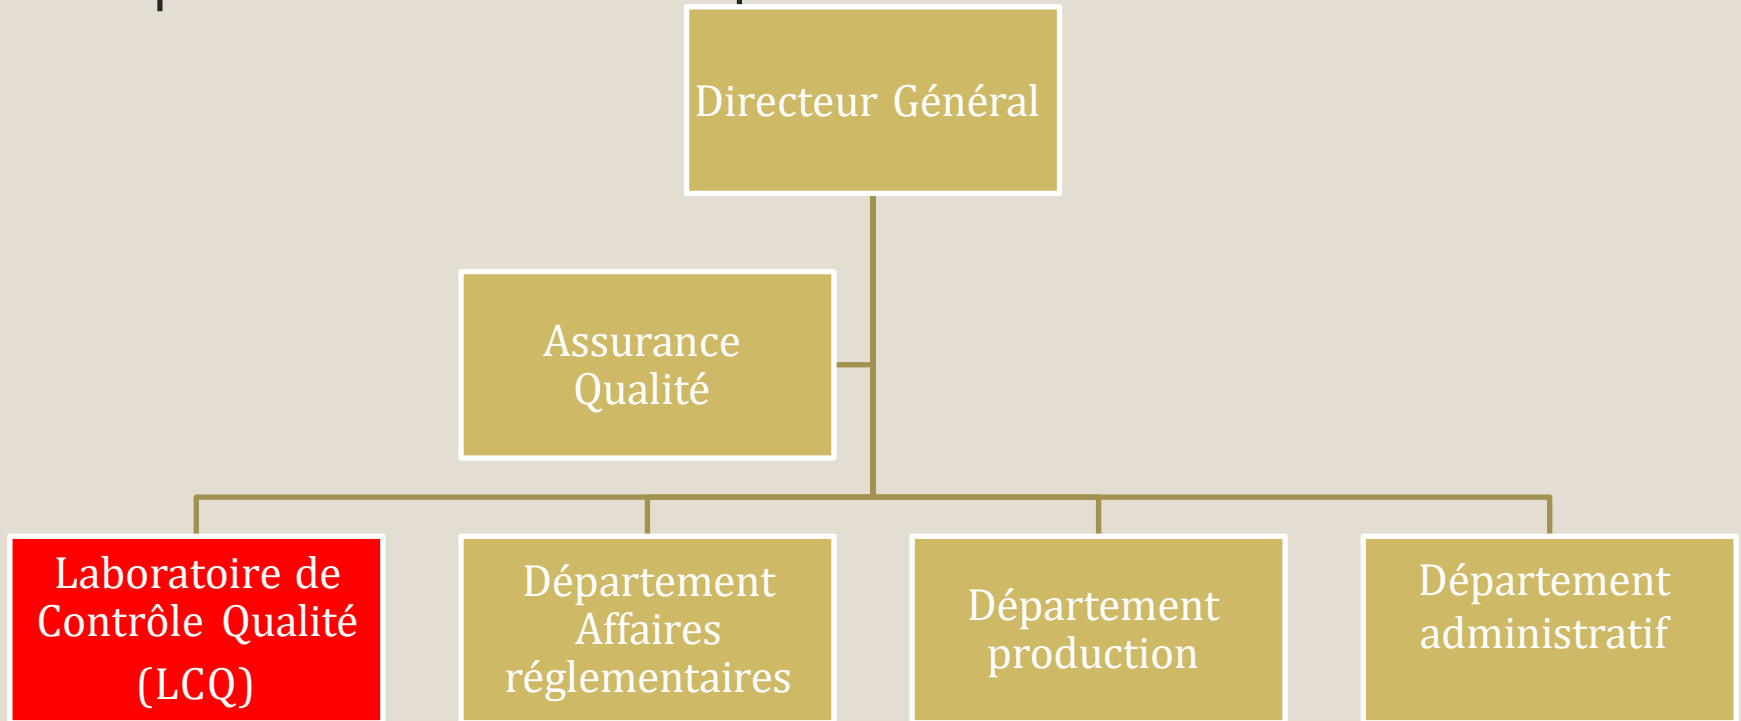 Directeur Général
Assurance
Qualité
Laboratoire de
Contrôle Qualité
(LCQ)
Département
Affaires
réglementaires
Département
production
Département
administratif